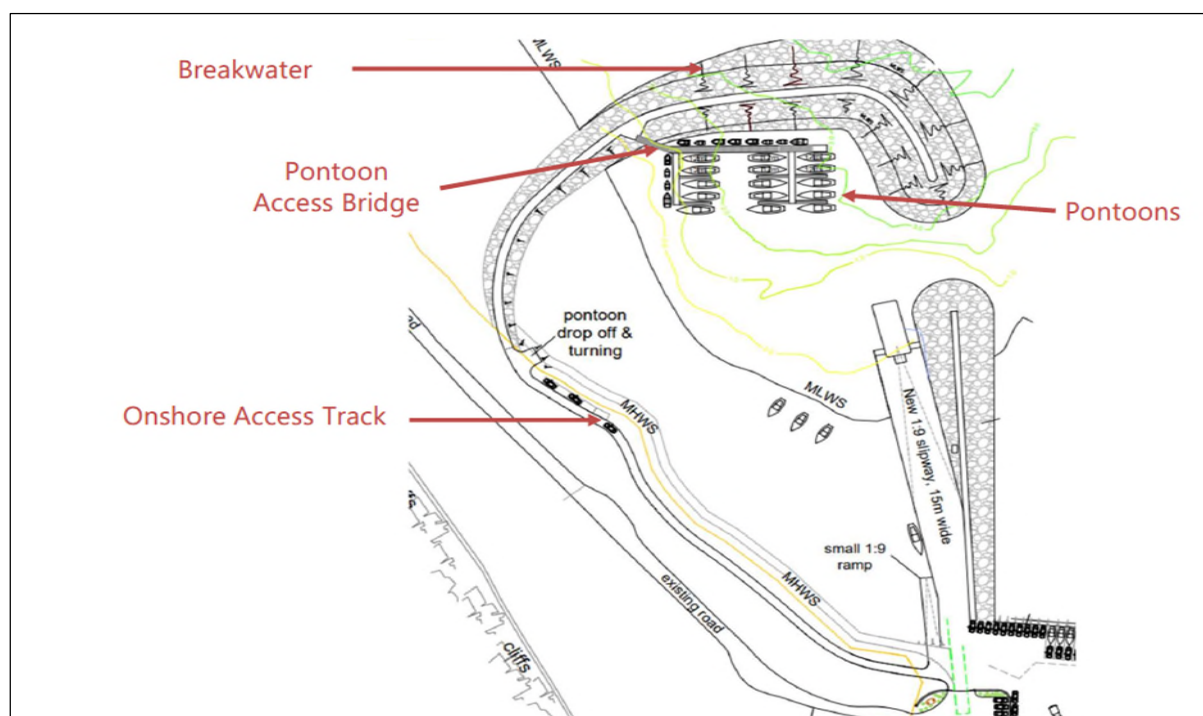 MLWS
Breakwater
Pontoon
Access Bridge
Pontoons
pontoon
drop off &
turning
Onshore Access Track
MHWS
MLWS
New 1:9 slipway, 15m wide
small 1:9
ramp
MHWS
existing road
cliffs